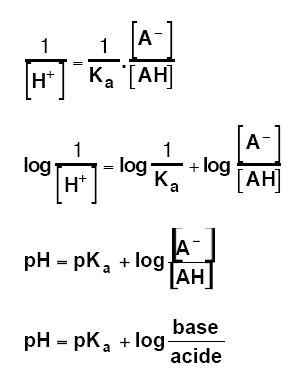 1/[H⁺] = 1/Kₐ . [A⁻]/[AH]
log 1/[H⁺] = log 1/Kₐ + log [A⁻]/[AH]
pH = pKₐ + log [A⁻]/[AH]
pH = pKₐ + log base/acide